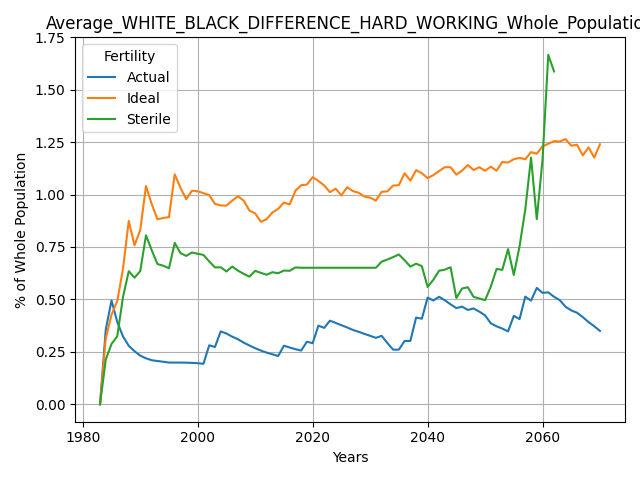 Average_WHITE_BLACK_DIFFERENCE_HARD_WORKING_Whole_Populatio
1.75
1.50
1.25
1.00
0.75
0.50
0.25
0.00
% of Whole Population
Fertility
Actual
Ideal
Sterile
1980
2000
2020
2040
2060
Years